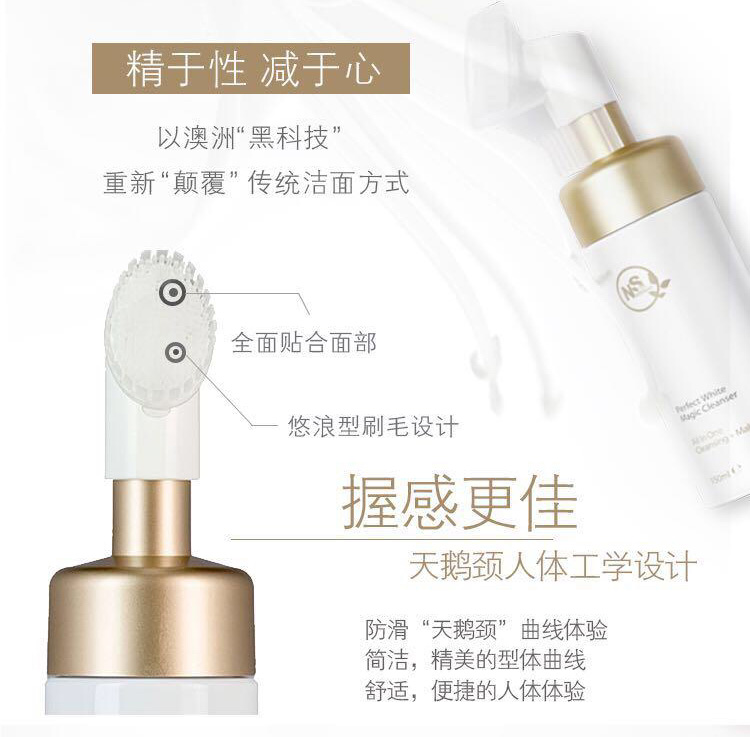 精于性 减于心
以澳洲“黑科技”
重新“颠覆”传统洁面方式
NS
全面贴合面部
悠浪型刷毛设计
Perfect White
Magic Cleanser
All In One
Cleansing + Mak
150ml e
握感更佳
天鹅颈人体工学设计
防滑“天鹅颈”曲线体验
简洁，精美的型体曲线
舒适，便捷的人体体验